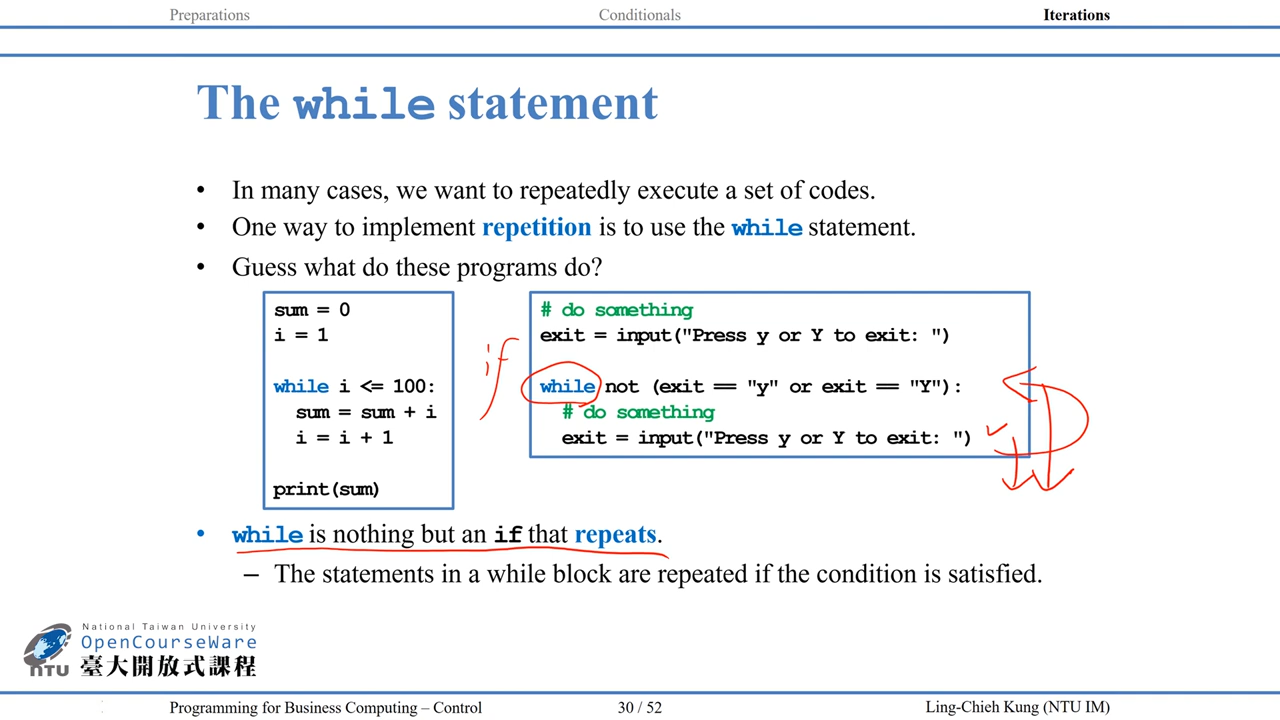 Preparations
Conditionals
Iterations
The while statement
• In many cases, we want to repeatedly execute a set of codes.
• One way to implement repetition is to use the while statement.
• Guess what do these programs do?
sum = 0
i = 1
while i <= 100:
sum = sum + i
i = i + 1
print(sum)
if
# do something
exit = input("Press y or Y to exit: ")
while not (exit == "y" or exit == "Y"):
# do something
exit = input("Press y or Y to exit: ")
• while is nothing but an if that repeats.
– The statements in a while block are repeated if the condition is satisfied.
National Taiwan University
OpenCourseWare
NTU 臺大開放式課程
Programming for Business Computing – Control
30 / 52
Ling-Chieh Kung (NTU IM)